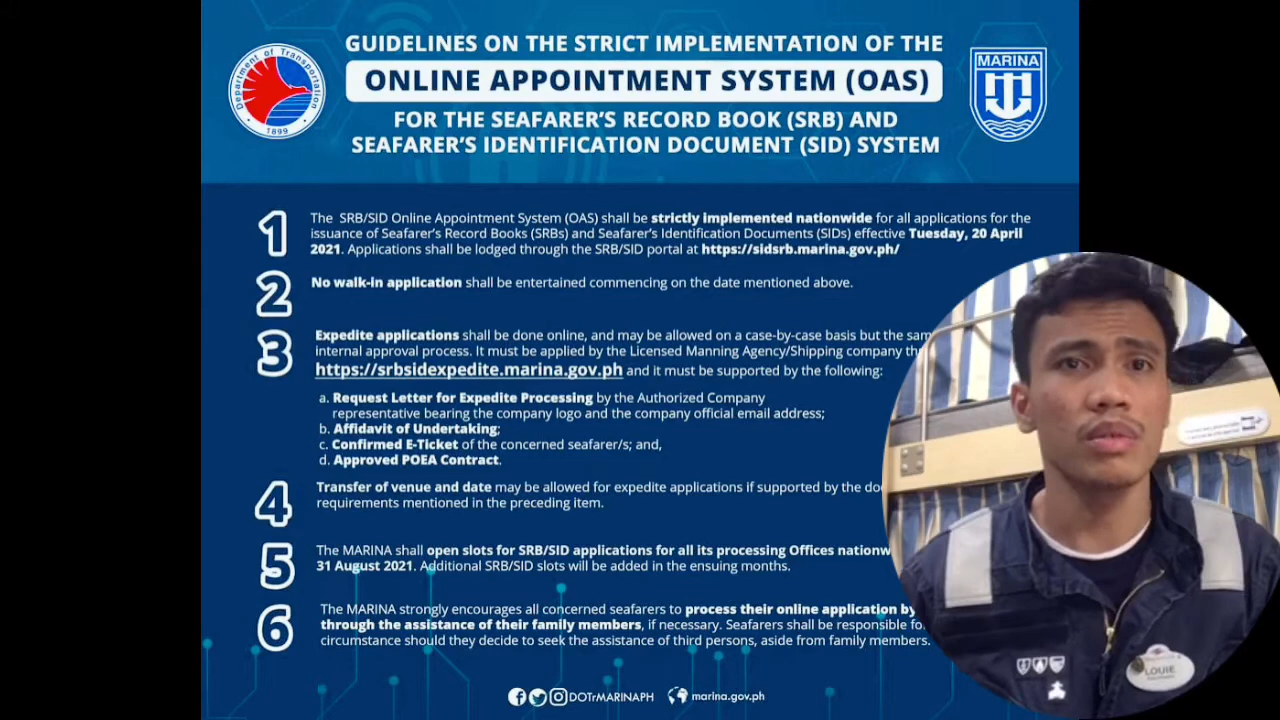 GUIDELINES ON THE STRICT IMPLEMENTATION OF THE
ONLINE APPOINTMENT SYSTEM (OAS)
FOR THE SEAFARER'S RECORD BOOK (SRB) AND
SEAFARER'S IDENTIFICATION DOCUMENT (SID) SYSTEM
Department of Transportation
1899
MARINA
1
The SRB/SID Online Appointment System (OAS) shall be strictly implemented nationwide for all applications for the
issuance of Seafarer's Record Books (SRBs) and Seafarer's Identification Documents (SIDs) effective Tuesday, 20 April
2021. Applications shall be lodged through the SRB/SID portal at https://sidsrb.marina.gov.ph/
2
No walk-in application shall be entertained commencing on the date mentioned above.
3
Expedite applications shall be done online, and may be allowed on a case-by-case basis but the
internal approval process. It must be applied by the Licensed Manning Agency/Shipping company
https://srbsidexpedite.marina.gov.ph and it must be supported by the following:
a. Request Letter for Expedite Processing by the Authorized Company
representative bearing the company logo and the company official email address;
b. Affidavit of Undertaking;
c. Confirmed E-Ticket of the concerned seafarer/s; and,
d. Approved POEA Contract.
4
Transfer of venue and date may be allowed for expedite applications if supported by the
requirements mentioned in the preceding item.
5
The MARINA shall open slots for SRB/SID applications for all its processing Offices
31 August 2021. Additional SRB/SID slots will be added in the ensuing months.
6
The MARINA strongly encourages all concerned seafarers to process their online application by
through the assistance of their family members, if necessary. Seafarers shall be responsible
circumstance should they decide to seek the assistance of third persons, aside from family members.
DOTrMARINAPH marina.gov.ph
LOUIE